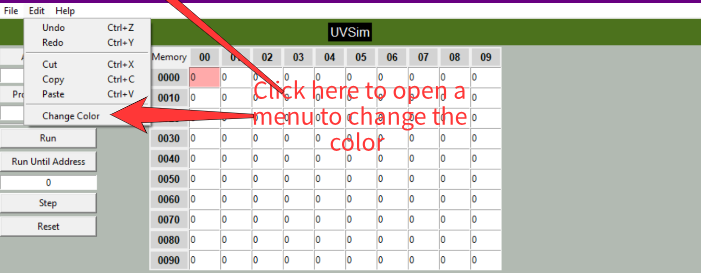 File Edit Help
UVSim
Undo Ctrl+Z
Redo Ctrl+Y
Cut Ctrl+X
Copy Ctrl+C
Paste Ctrl+V
Change Color
Run
Run Until Address
0
Step
Reset
Memory 00 01 02 03 04 05 06 07 08 09
0000 0 0 0 0 0 0 0 0 0 0
0010 0 0 0 0 0 0 0 0 0 0
0 0 0 0 0 0 0 0 0 0
0030 0 0 0 0 0 0 0 0 0 0
0040 0 0 0 0 0 0 0 0 0 0
0050 0 0 0 0 0 0 0 0 0 0
0060 0 0 0 0 0 0 0 0 0 0
0070 0 0 0 0 0 0 0 0 0 0
0080 0 0 0 0 0 0 0 0 0 0
0090 0 0 0 0 0 0 0 0 0 0
Click here to open a
menu to change the
color